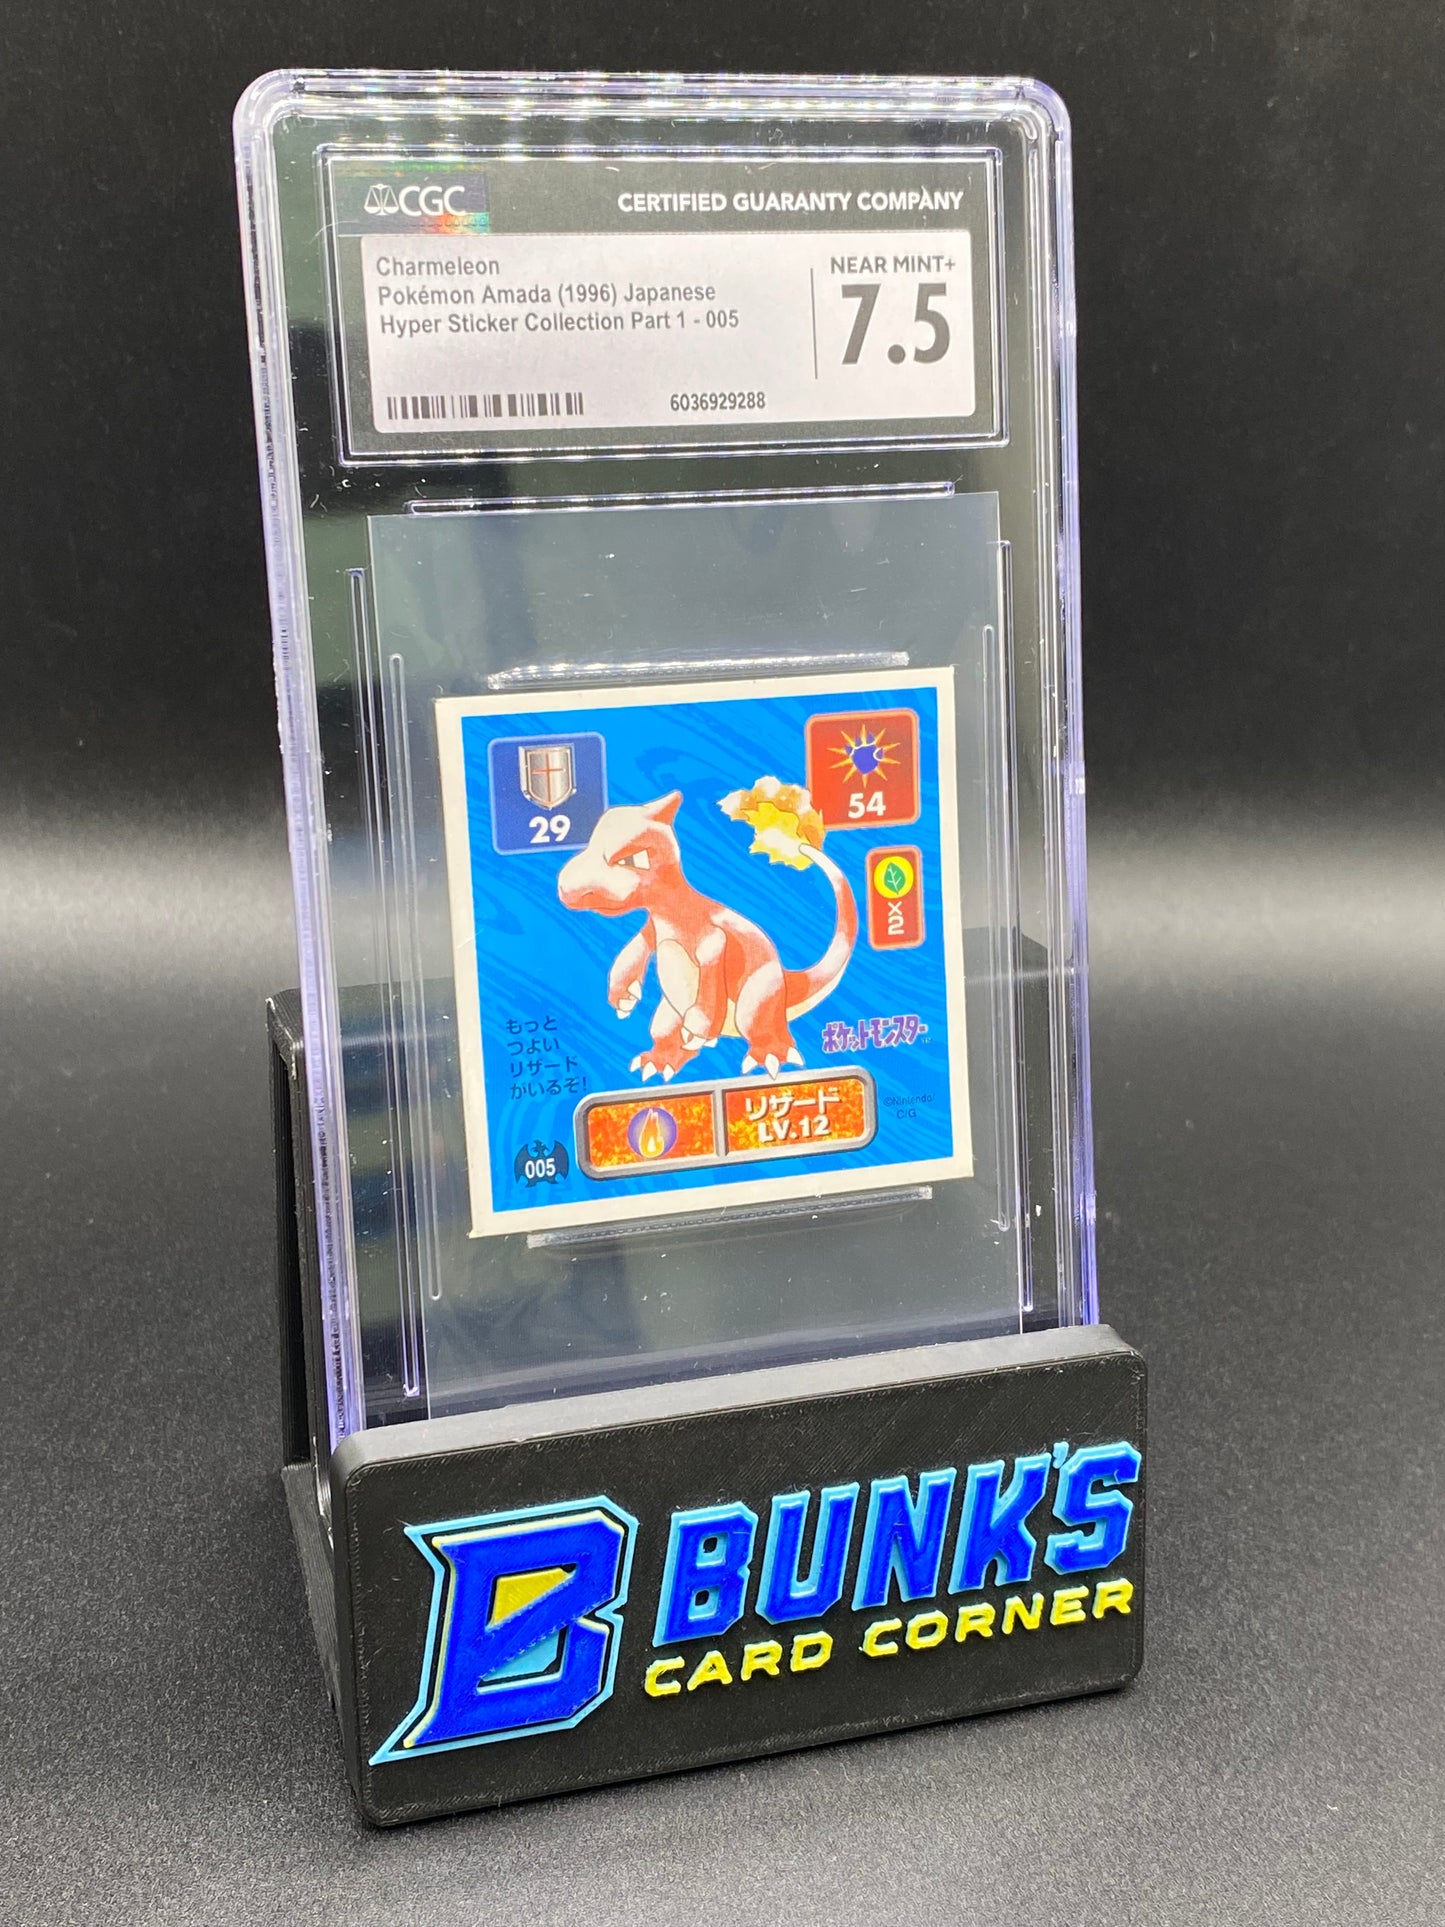 CGC
CERTIFIED GUARANTY COMPANY
Charmeleon
Pokémon Amada (1996) Japanese
Hyper Sticker Collection Part 1 - 005
NEAR MINT+
7.5
6036929288
29
54
X2
もっと
つよい
リザード
がいるぞ!
ポケットモンスター
TM
リザード
LV.12
©Nintendo
C/G
005
B
BUNK'S
CARD CORNER